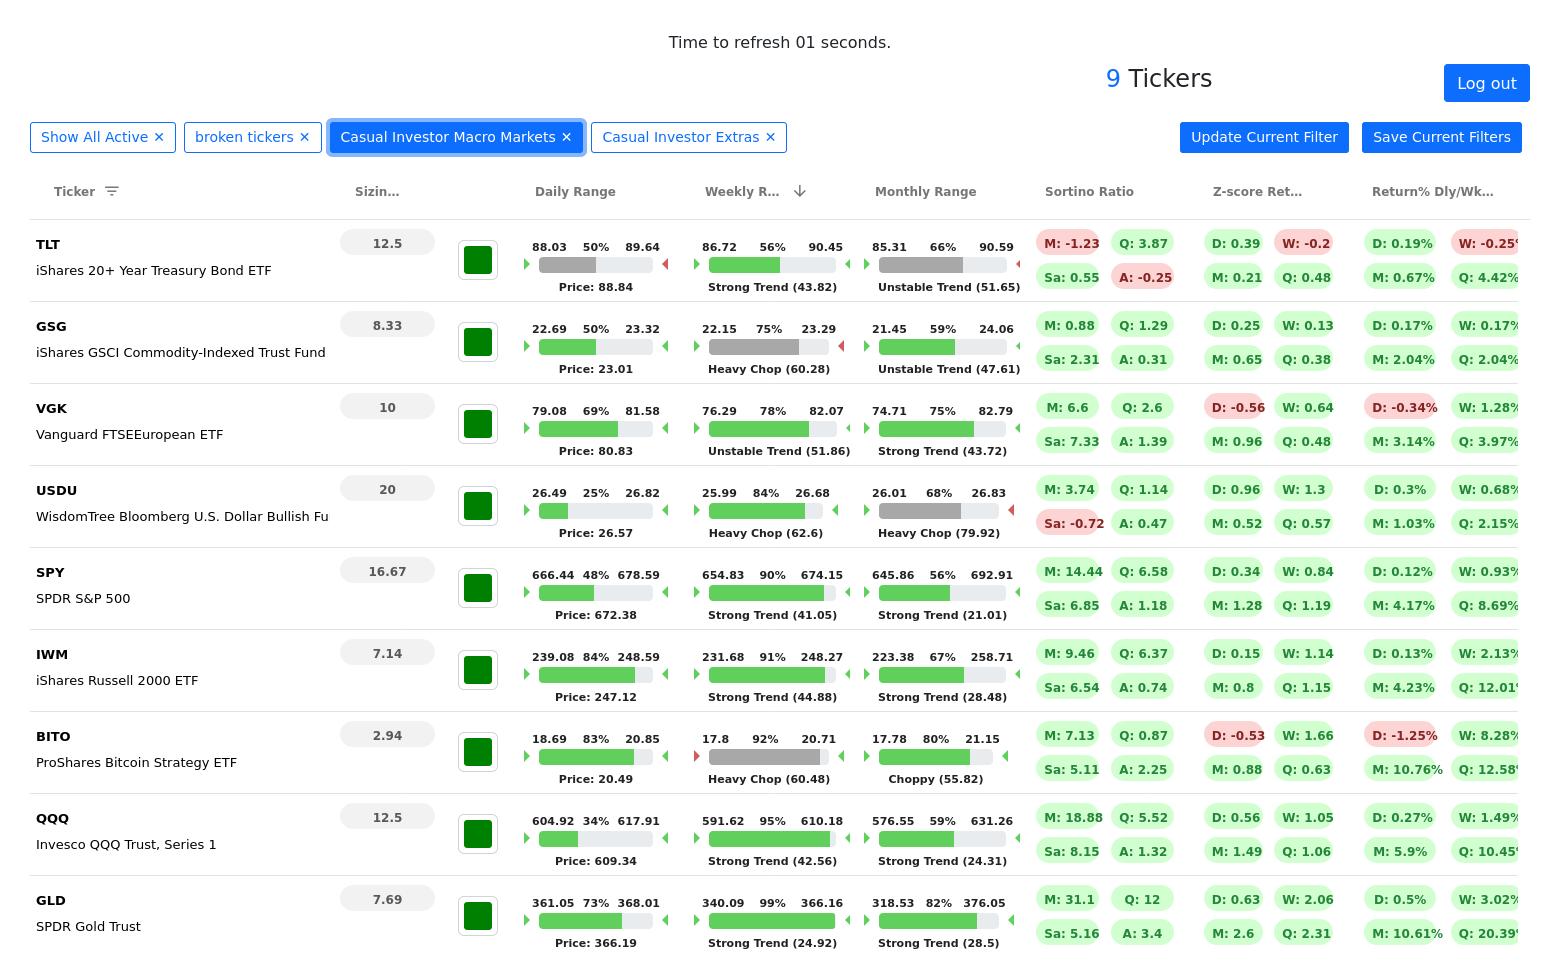 Time to refresh 01 seconds.
9 Tickers
Log out
Show All Active ✕ broken tickers ✕ Casual Investor Macro Markets ✕ Casual Investor Extras ✕ Update Current Filter Save Current Filters
Ticker Sizin... Daily Range Weekly R... Monthly Range Sortino Ratio Z-score Ret... Return% Dly/Wk...
TLT 12.5 88.03 50% 89.64 86.72 56% 90.45 85.31 66% 90.59 M: -1.23 Q: 3.87 D: 0.39 W: -0.2 D: 0.19% W: -0.25%
iShares 20+ Year Treasury Bond ETF Sa: 0.55 A: -0.25 M: 0.21 Q: 0.48 M: 0.67% Q: 4.42%
Price: 88.84 Strong Trend (43.82) Unstable Trend (51.65)
GSG 8.33 22.69 50% 23.32 22.15 75% 23.29 21.45 59% 24.06 M: 0.88 Q: 1.29 D: 0.25 W: 0.13 D: 0.17% W: 0.17%
iShares GSCI Commodity-Indexed Trust Fund Sa: 2.31 A: 0.31 M: 0.65 Q: 0.38 M: 2.04% Q: 2.04%
Price: 23.01 Heavy Chop (60.28) Unstable Trend (47.61)
VGK 10 79.08 69% 81.58 76.29 78% 82.07 74.71 75% 82.79 M: 6.6 Q: 2.6 D: -0.56 W: 0.64 D: -0.34% W: 1.28%
Vanguard FTSEEuropean ETF Sa: 7.33 A: 1.39 M: 0.96 Q: 0.48 M: 3.14% Q: 3.97%
Price: 80.83 Unstable Trend (51.86) Strong Trend (43.72)
USDU 20 26.49 25% 26.82 25.99 84% 26.68 26.01 68% 26.83 M: 3.74 Q: 1.14 D: 0.96 W: 1.3 D: 0.3% W: 0.68%
WisdomTree Bloomberg U.S. Dollar Bullish Fu Sa: -0.72 A: 0.47 M: 0.52 Q: 0.57 M: 1.03% Q: 2.15%
Price: 26.57 Heavy Chop (62.6) Heavy Chop (79.92)
SPY 16.67 666.44 48% 678.59 654.83 90% 674.15 645.86 56% 692.91 M: 14.44 Q: 6.58 D: 0.34 W: 0.84 D: 0.12% W: 0.93%
SPDR S&P 500 Sa: 6.85 A: 1.18 M: 1.28 Q: 1.19 M: 4.17% Q: 8.69%
Price: 672.38 Strong Trend (41.05) Strong Trend (21.01)
IWM 7.14 239.08 84% 248.59 231.68 91% 248.27 223.38 67% 258.71 M: 9.46 Q: 6.37 D: 0.15 W: 1.14 D: 0.13% W: 2.13%
iShares Russell 2000 ETF Sa: 6.54 A: 0.74 M: 0.8 Q: 1.15 M: 4.23% Q: 12.01%
Price: 247.12 Strong Trend (44.88) Strong Trend (28.48)
BITO 2.94 18.69 83% 20.85 17.8 92% 20.71 17.78 80% 21.15 M: 7.13 Q: 0.87 D: -0.53 W: 1.66 D: -1.25% W: 8.28%
ProShares Bitcoin Strategy ETF Sa: 5.11 A: 2.25 M: 0.88 Q: 0.63 M: 10.76% Q: 12.58%
Price: 20.49 Heavy Chop (60.48) Choppy (55.82)
QQQ 12.5 604.92 34% 617.91 591.62 95% 610.18 576.55 59% 631.26 M: 18.88 Q: 5.52 D: 0.56 W: 1.05 D: 0.27% W: 1.49%
Invesco QQQ Trust, Series 1 Sa: 8.15 A: 1.32 M: 1.49 Q: 1.06 M: 5.9% Q: 10.45%
Price: 609.34 Strong Trend (42.56) Strong Trend (24.31)
GLD 7.69 361.05 73% 368.01 340.09 99% 366.16 318.53 82% 376.05 M: 31.1 Q: 12 D: 0.63 W: 2.06 D: 0.5% W: 3.02%
SPDR Gold Trust Sa: 5.16 A: 3.4 M: 2.6 Q: 2.31 M: 10.61% Q: 20.39%
Price: 366.19 Strong Trend (24.92) Strong Trend (28.5)